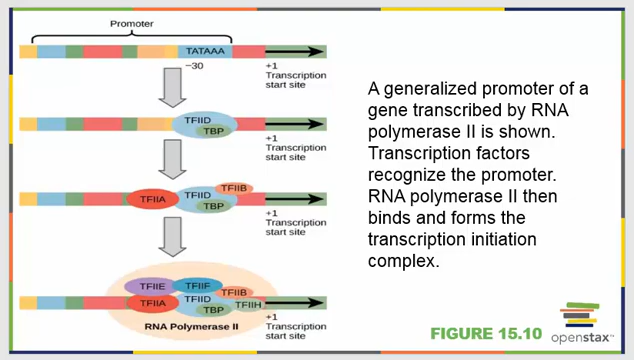 Promoter
TATAAA
−30
+1
Transcription
start site
TFIID
TBP
+1
Transcription
start site
TFIIA
TFIID
TFIIB
TBP
+1
Transcription
start site
TFIIE
TFIIF
TFIIB
TFIIA
TFIID
TFIIH
TBP
RNA Polymerase II
+1
Transcription
start site
A generalized promoter of a
gene transcribed by RNA
polymerase II is shown.
Transcription factors
recognize the promoter.
RNA polymerase II then
binds and forms the
transcription initiation
complex.
FIGURE 15.10
openstax™